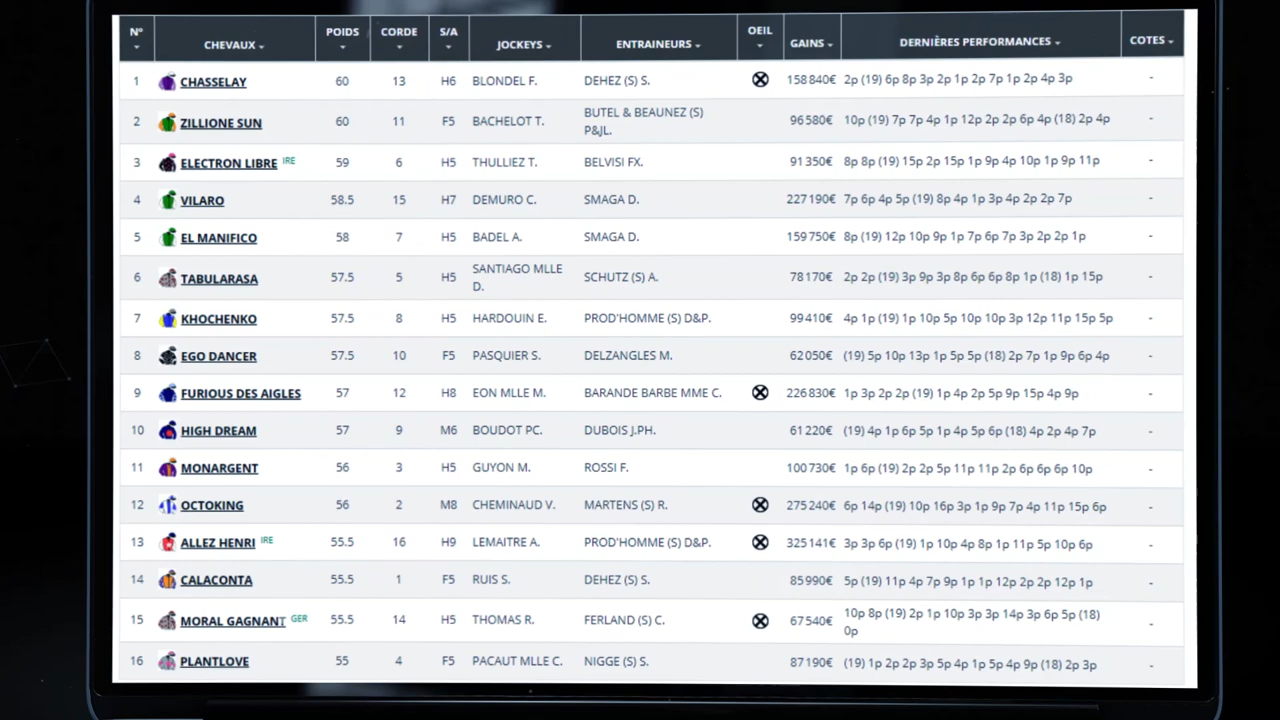 N° CHEVAUX POIDS CORDE S/A JOCKEYS ENTRAINEURS OEIL GAINS DERNIÈRES PERFORMANCES COTES
1 CHASSELAY 60 13 H6 BLONDEL F. DEHEZ (S) S. 158 840€ 2p (19) 6p 8p 3p 2p 1p 2p 7p 1p 2p 4p 3p -
2 ZILLIONE SUN 60 11 F5 BACHELOT T. BUTEL & BEAUNEZ (S)
P&JL. 96 580€ 10p (19) 7p 7p 4p 1p 12p 2p 2p 6p 4p (18) 2p 4p -
3 ELECTRON LIBRE IRE 59 6 H5 THULLIEZ T. BELVISI FX. 91 350€ 8p 8p (19) 15p 2p 15p 1p 9p 4p 10p 1p 9p 11p -
4 VILARO 58.5 15 H7 DEMURO C. SMAGA D. 227 190€ 7p 6p 4p 5p (19) 8p 4p 1p 3p 4p 2p 2p 7p -
5 EL MANIFICO 58 7 H5 BADEL A. SMAGA D. 159 750€ 8p (19) 12p 10p 9p 1p 7p 6p 7p 3p 2p 2p 1p -
6 TABULARASA 57.5 5 H5 SANTIAGO MLLE
D. SCHUTZ (S) A. 78 170€ 2p 2p (19) 3p 9p 3p 8p 6p 6p 8p 1p (18) 1p 15p -
7 KHOCHENKO 57.5 8 H5 HARDOUIN E. PROD'HOMME (S) D&P. 99 410€ 4p 1p (19) 1p 10p 5p 10p 10p 3p 12p 11p 15p 5p -
8 EGO DANCER 57.5 10 F5 PASQUIER S. DELZANGLES M. 62 050€ (19) 5p 10p 13p 1p 5p 5p (18) 2p 7p 1p 9p 6p 4p -
9 FURIOUS DES AIGLES 57 12 H8 EON MLLE M. BARANDE BARBE MME C. 226 830€ 1p 3p 2p 2p (19) 1p 4p 2p 5p 9p 15p 4p 9p -
10 HIGH DREAM 57 9 M6 BOUDOT PC. DUBOIS J.PH. 61 220€ (19) 4p 1p 6p 5p 1p 4p 5p 6p (18) 4p 2p 4p 7p -
11 MONARGENT 56 3 H5 GUYON M. ROSSI F. 100 730€ 1p 6p (19) 2p 2p 5p 11p 11p 2p 6p 6p 6p 10p -
12 OCTOKING 56 2 M8 CHEMINAUD V. MARTENS (S) R. 275 240€ 6p 14p (19) 10p 16p 3p 1p 9p 7p 4p 11p 15p 6p -
13 ALLEZ HENRI IRE 55.5 16 H9 LEMAITRE A. PROD'HOMME (S) D&P. 325 141€ 3p 3p 6p (19) 1p 10p 4p 8p 1p 11p 5p 10p 6p -
14 CALACONTA 55.5 1 F5 RUIS S. DEHEZ (S) S. 85 990€ 5p (19) 11p 4p 7p 9p 1p 1p 12p 2p 2p 12p 1p -
15 MORAL GAGNANT GER 55.5 14 H5 THOMAS R. FERLAND (S) C. 67 540€ 10p 8p (19) 2p 1p 10p 3p 3p 14p 3p 6p 5p (18)
0p -
16 PLANTLOVE 55 4 F5 PACAUT MLLE C. NIGGE (S) S. 87 190€ (19) 1p 2p 2p 3p 5p 4p 1p 5p 4p 9p (18) 2p 3p -